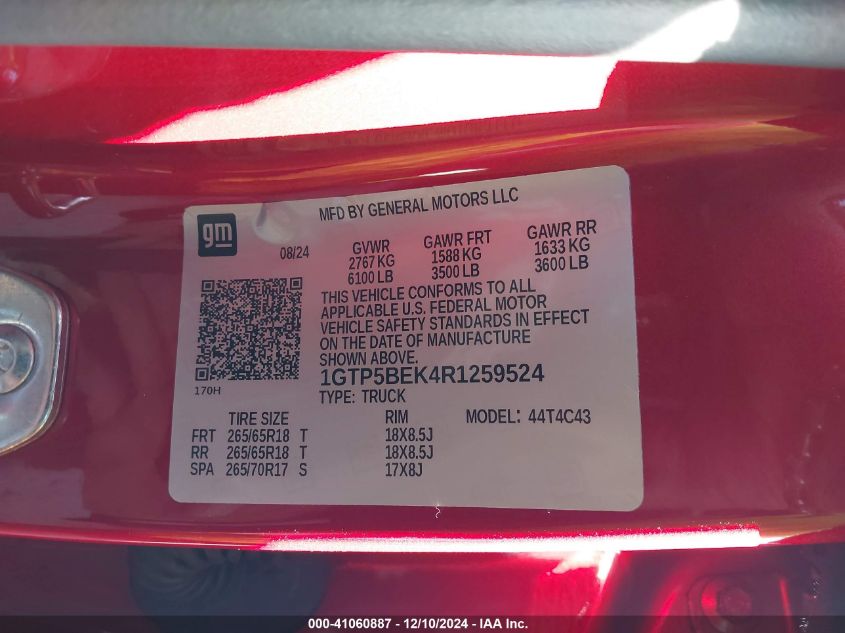 MFD BY GENERAL MOTORS LLC
gm
08/24
GVWR GAWR FRT GAWR RR
2767 KG 1588 KG 1633 KG
6100 LB 3500 LB 3600 LB
THIS VEHICLE CONFORMS TO ALL
APPLICABLE U.S. FEDERAL MOTOR
VEHICLE SAFETY STANDARDS IN EFFECT
ON THE DATE OF MANUFACTURE
SHOWN ABOVE.
170H
1GTP5BEK4R1259524
TYPE: TRUCK
TIRE SIZE RIM MODEL: 44T4C43
FRT 265/65R18 T 18X8.5J
RR 265/65R18 T 18X8.5J
SPA 265/70R17 S 17X8J
000-41060887 - 12/10/2024 - IAA Inc.